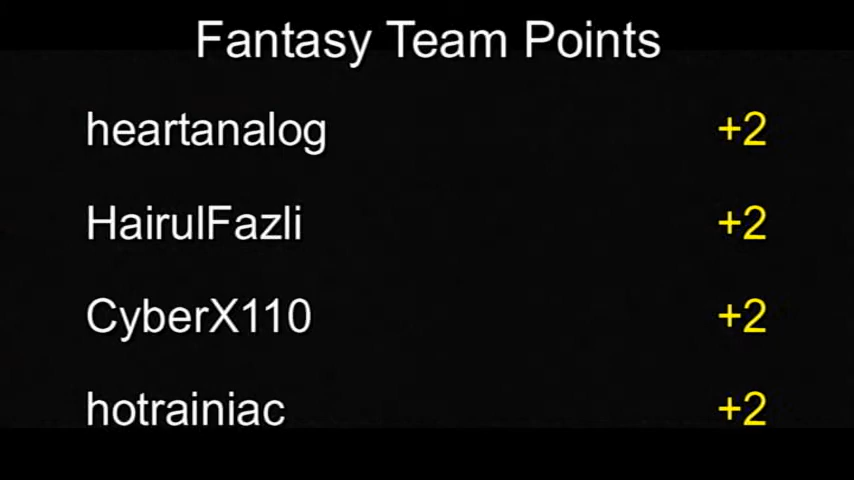 Fantasy Team Points
heartanalog +2
HairulFazli +2
CyberX110 +2
hotrainiac +2